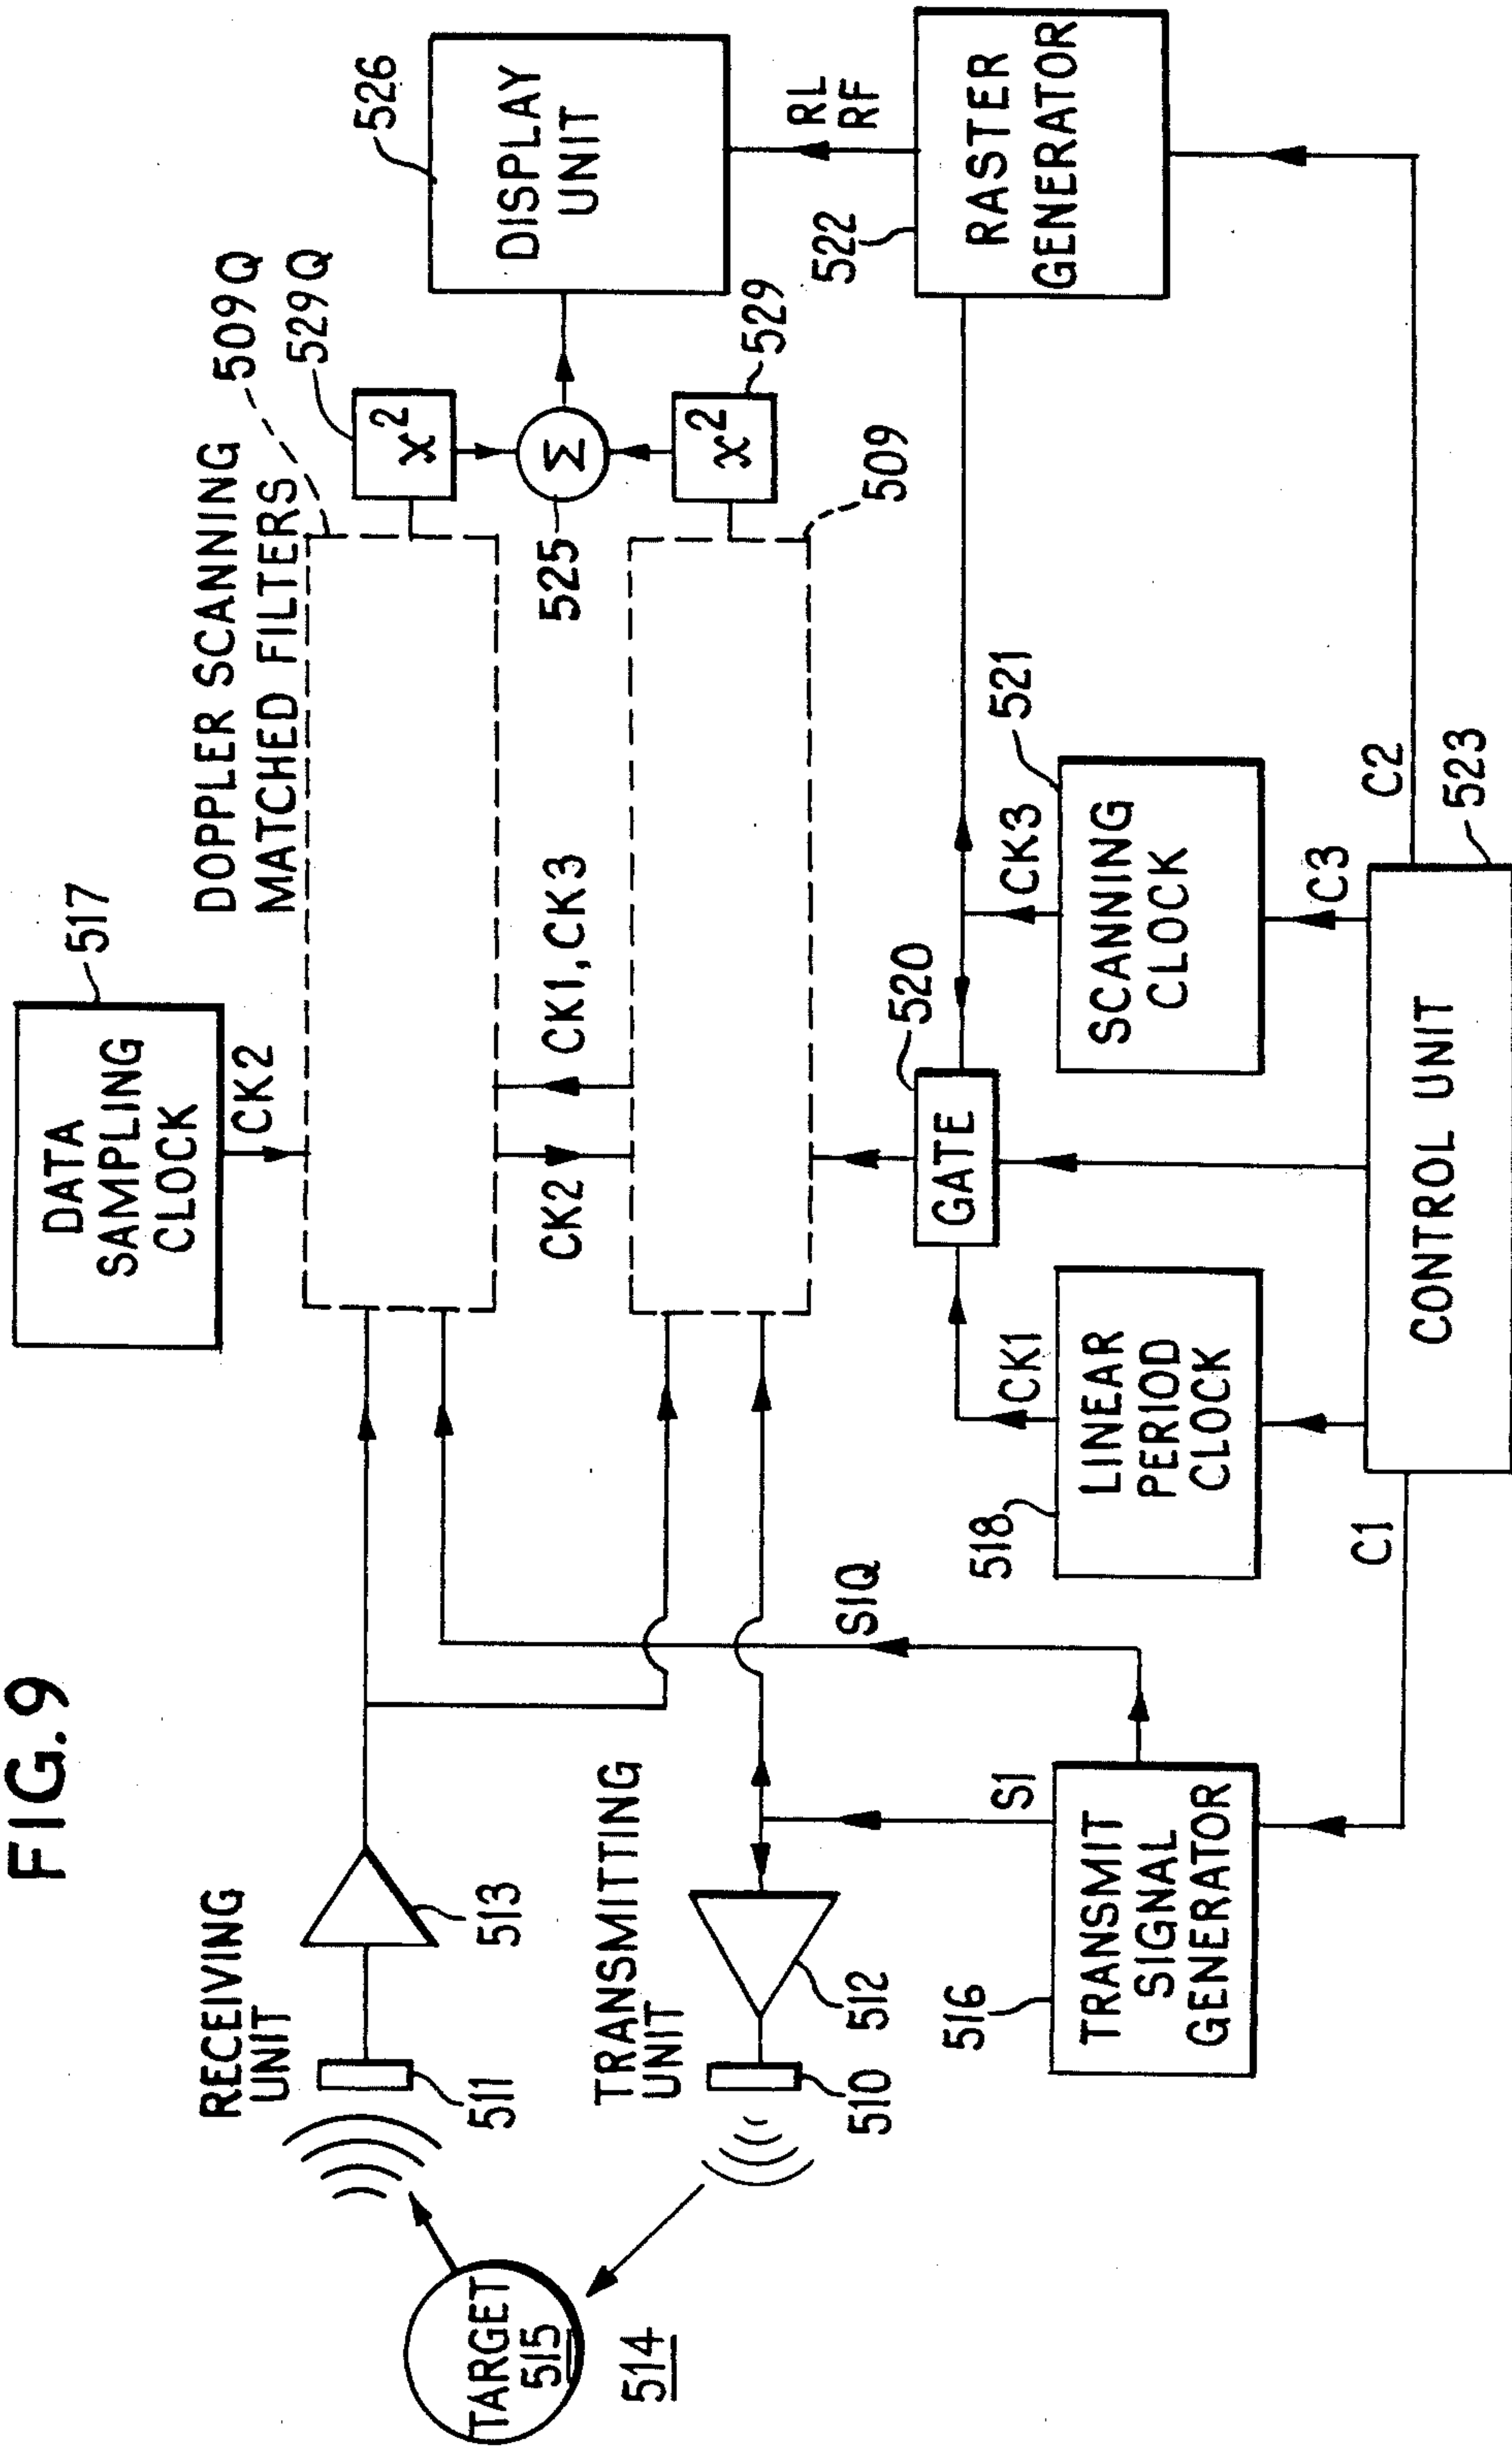 FIG. 9
RECEIVING
UNIT
511
513
TARGET
515
514
TRANSMITTING
UNIT
510
512
TRANSMIT
SIGNAL
GENERATOR
516
S1
S1Q
C1
DATA
SAMPLING
CLOCK
517
CK2
DOPPLER SCANNING
MATCHED FILTERS
509Q
529Q
CK2
CK1, CK3
509
x²
Σ
x²
525
529
DISPLAY
UNIT
526
RL
RF
RASTER
GENERATOR
522
GATE
520
CK1
LINEAR
PERIOD
CLOCK
518
CK3
SCANNING
CLOCK
521
C3
C2
CONTROL UNIT
523